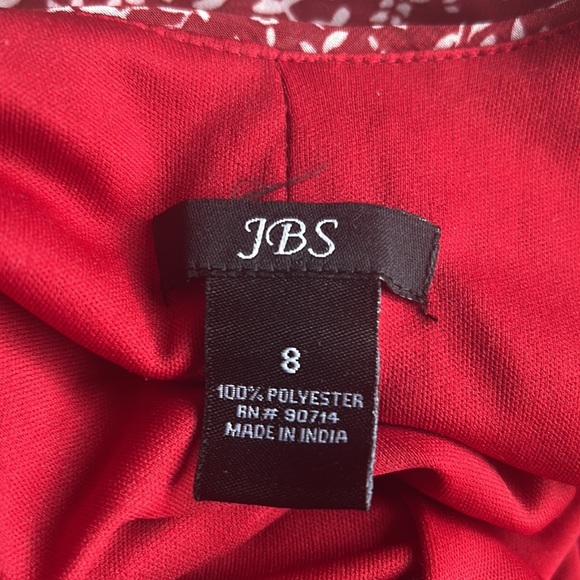 JBS
8
100% POLYESTER
RN# 90714
MADE IN INDIA